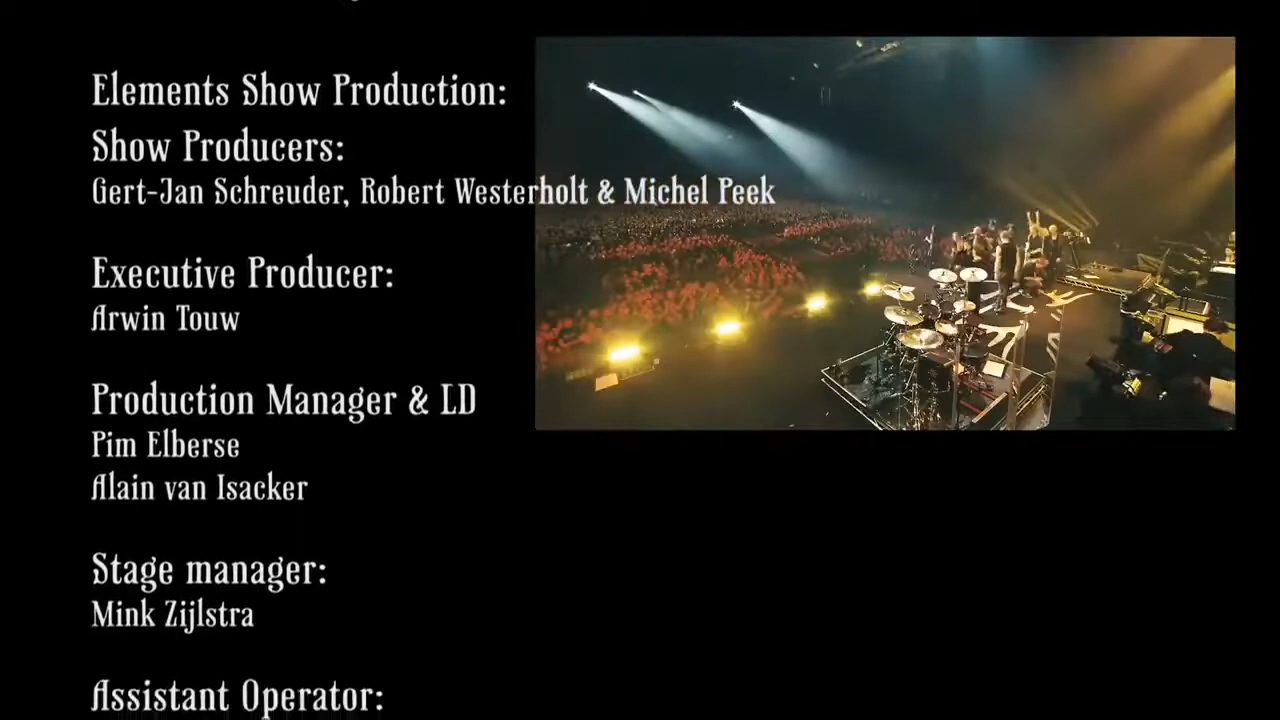 Elements Show Production:
Show Producers:
Gert-Jan Schreuder, Robert Westerholt & Michel Peek
Executive Producer:
Arwin Touw
Production Manager & LD
Pim Elberse
Alain van Isacker
Stage manager:
Mink Zijlstra
Assistant Operator: